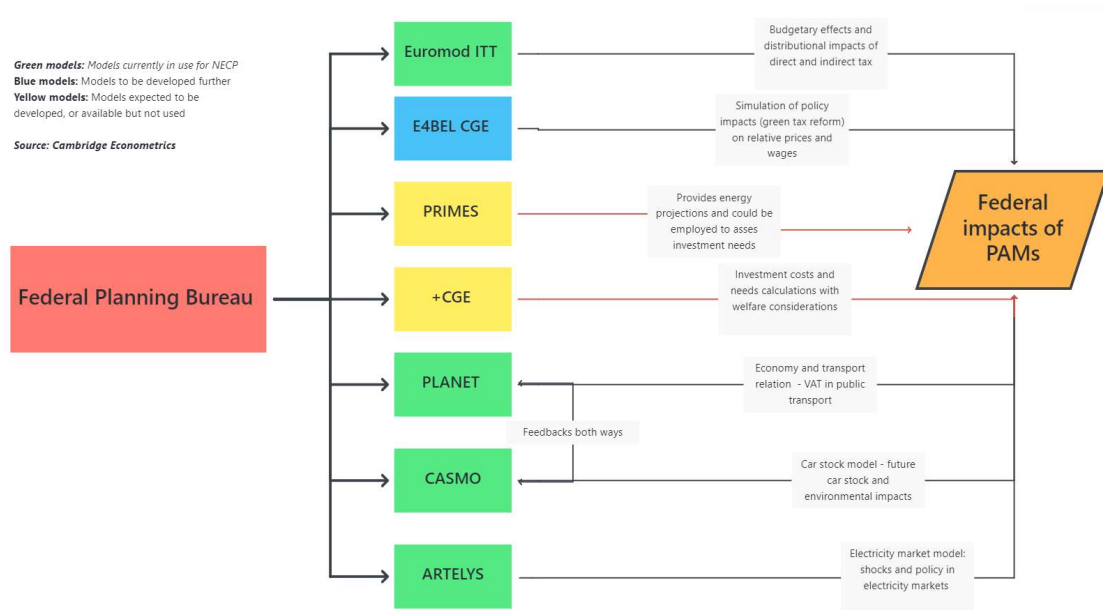 Green models: Models currently in use for NECP
Blue models: Models to be developed further
Yellow models: Models expected to be
developed, or available but not used
Source: Cambridge Econometrics
Federal Planning Bureau
Euromod ITT
Budgetary effects and
distributional impacts of
direct and indirect tax
E4BEL CGE
Simulation of policy
impacts (green tax reform)
on relative prices and
wages
PRIMES
Provides energy
projections and could be
employed to asses
investment needs
+CGE
Investment costs and
needs calculations with
welfare considerations
PLANET
Economy and transport
relation - VAT in public
transport
Feedbacks both ways
CASMO
Car stock model - future
car stock and
environmental impacts
ARTELYS
Electricity market model:
shocks and policy in
electricity markets
Federal
impacts of
PAMs